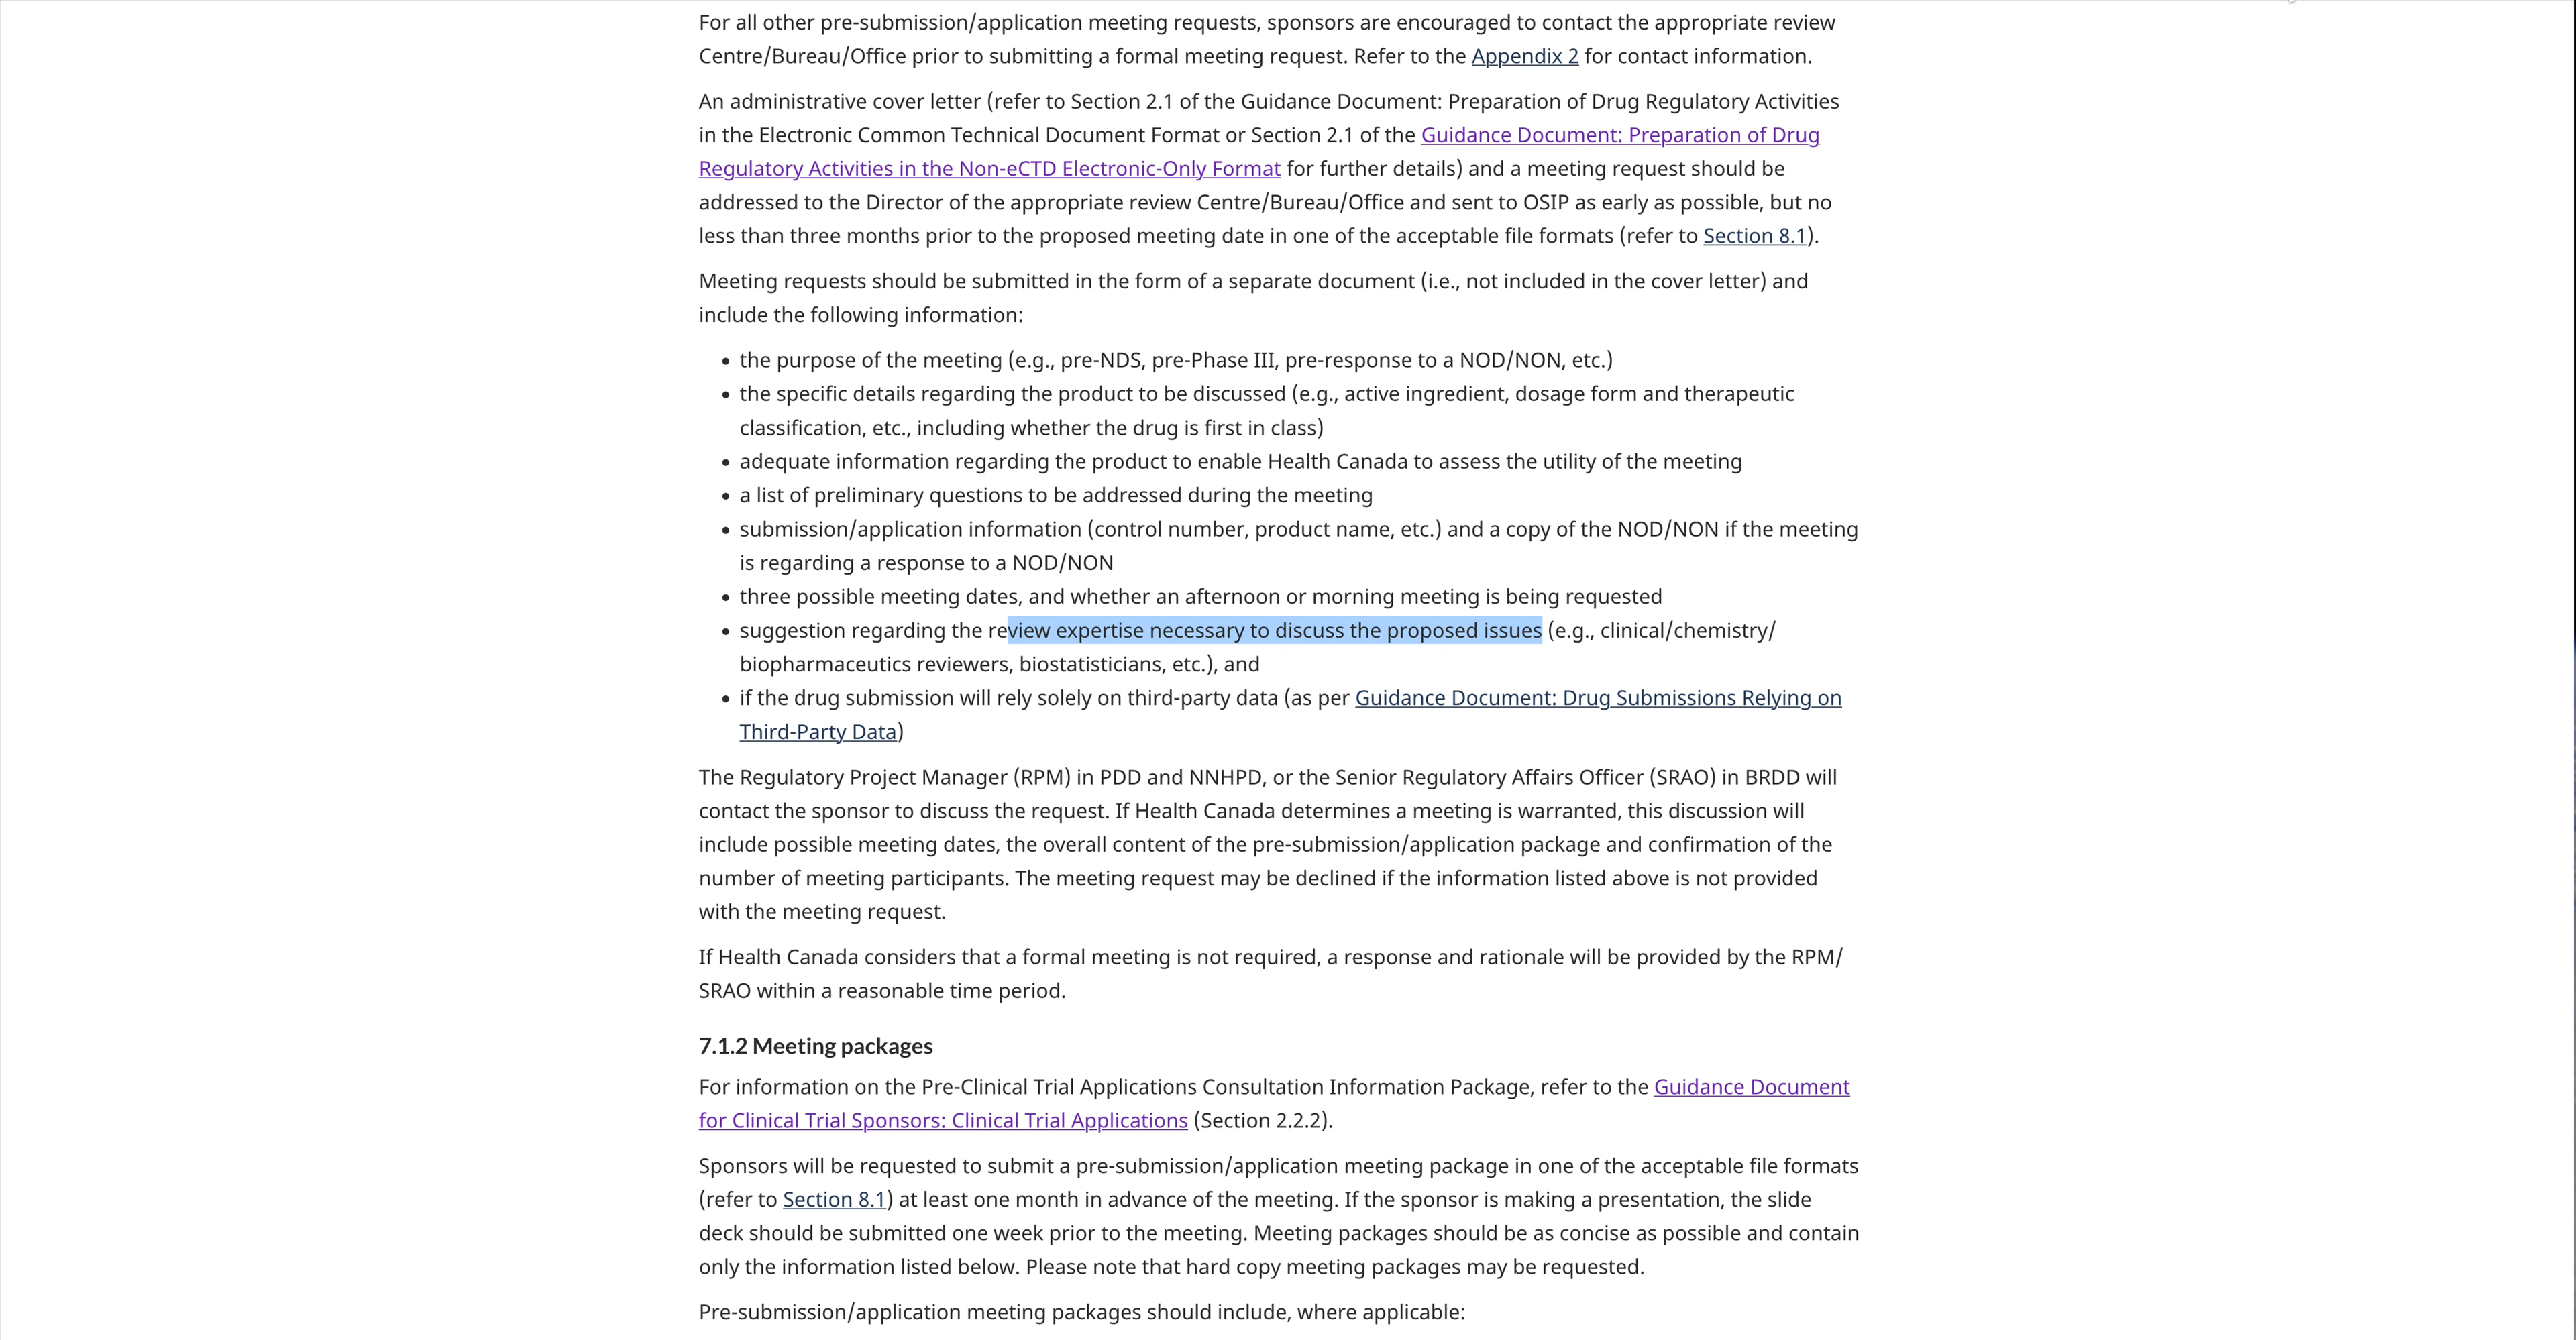 For all other pre-submission/application meeting requests, sponsors are encouraged to contact the appropriate review
Centre/Bureau/Office prior to submitting a formal meeting request. Refer to the Appendix 2 for contact information.
An administrative cover letter (refer to Section 2.1 of the Guidance Document: Preparation of Drug Regulatory Activities
in the Electronic Common Technical Document Format or Section 2.1 of the Guidance Document: Preparation of Drug
Regulatory Activities in the Non-eCTD Electronic-Only Format for further details) and a meeting request should be
addressed to the Director of the appropriate review Centre/Bureau/Office and sent to OSIP as early as possible, but no
less than three months prior to the proposed meeting date in one of the acceptable file formats (refer to Section 8.1).
Meeting requests should be submitted in the form of a separate document (i.e., not included in the cover letter) and
include the following information:
• the purpose of the meeting (e.g., pre-NDS, pre-Phase III, pre-response to a NOD/NON, etc.)
• the specific details regarding the product to be discussed (e.g., active ingredient, dosage form and therapeutic
classification, etc., including whether the drug is first in class)
• adequate information regarding the product to enable Health Canada to assess the utility of the meeting
• a list of preliminary questions to be addressed during the meeting
• submission/application information (control number, product name, etc.) and a copy of the NOD/NON if the meeting
is regarding a response to a NOD/NON
• three possible meeting dates, and whether an afternoon or morning meeting is being requested
• suggestion regarding the review expertise necessary to discuss the proposed issues (e.g., clinical/chemistry/
biopharmaceutics reviewers, biostatisticians, etc.), and
• if the drug submission will rely solely on third-party data (as per Guidance Document: Drug Submissions Relying on
Third-Party Data)
The Regulatory Project Manager (RPM) in PDD and NNHPD, or the Senior Regulatory Affairs Officer (SRAO) in BRDD will
contact the sponsor to discuss the request. If Health Canada determines a meeting is warranted, this discussion will
include possible meeting dates, the overall content of the pre-submission/application package and confirmation of the
number of meeting participants. The meeting request may be declined if the information listed above is not provided
with the meeting request.
If Health Canada considers that a formal meeting is not required, a response and rationale will be provided by the RPM/
SRAO within a reasonable time period.
7.1.2 Meeting packages
For information on the Pre-Clinical Trial Applications Consultation Information Package, refer to the Guidance Document
for Clinical Trial Sponsors: Clinical Trial Applications (Section 2.2.2).
Sponsors will be requested to submit a pre-submission/application meeting package in one of the acceptable file formats
(refer to Section 8.1) at least one month in advance of the meeting. If the sponsor is making a presentation, the slide
deck should be submitted one week prior to the meeting. Meeting packages should be as concise as possible and contain
only the information listed below. Please note that hard copy meeting packages may be requested.
Pre-submission/application meeting packages should include, where applicable: